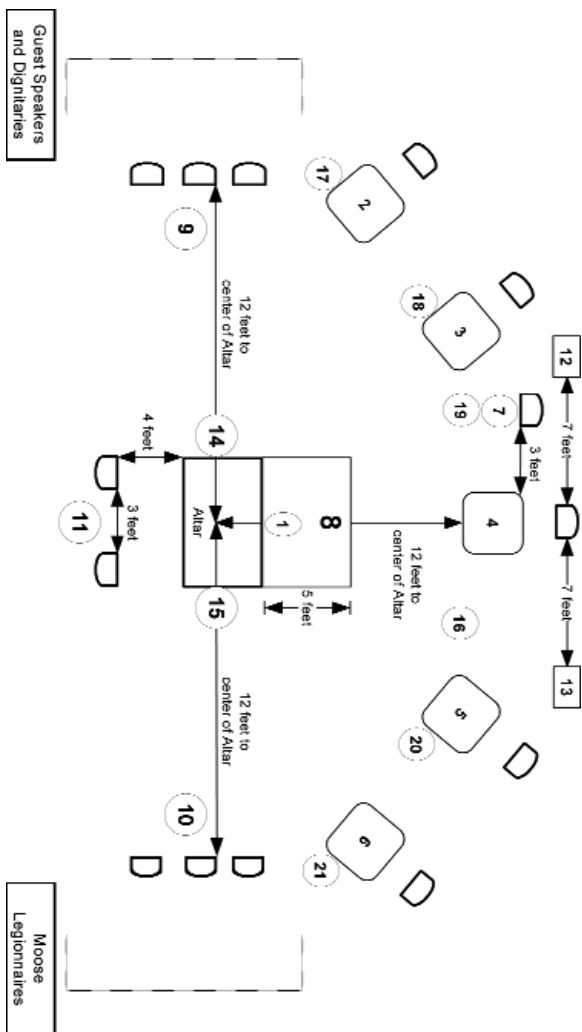 12
7 feet
7 feet
13
7
3 feet
4
3
19
16
5
18
12 feet to
center of Altar
20
2
6
17
8
21
5 feet
1
12 feet to
center of Altar
12 feet to
center of Altar
14
15
Altar
9
10
4 feet
3 feet
11
Guest Speakers
and Dignitaries
Moose
Legionnaires